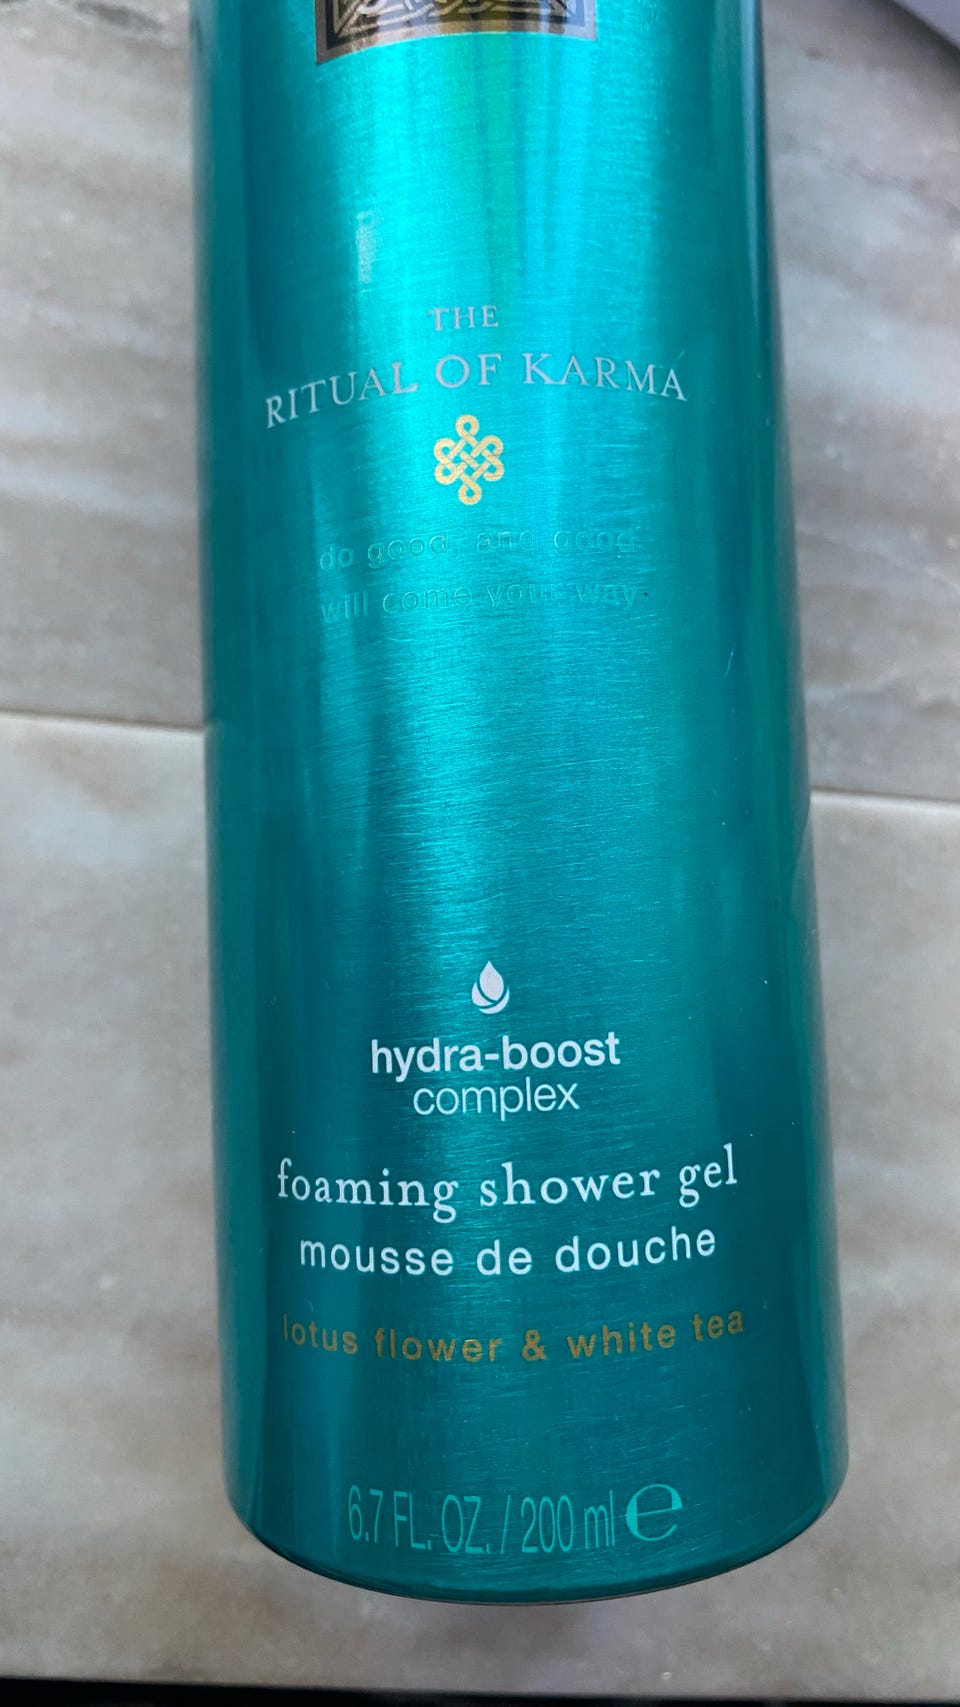 THE
RITUAL OF KARMA
do good, and good
will come your way
hydra-boost
complex
foaming shower gel
mousse de douche
lotus flower & white tea
6.7 FL. OZ. / 200 ml ℮